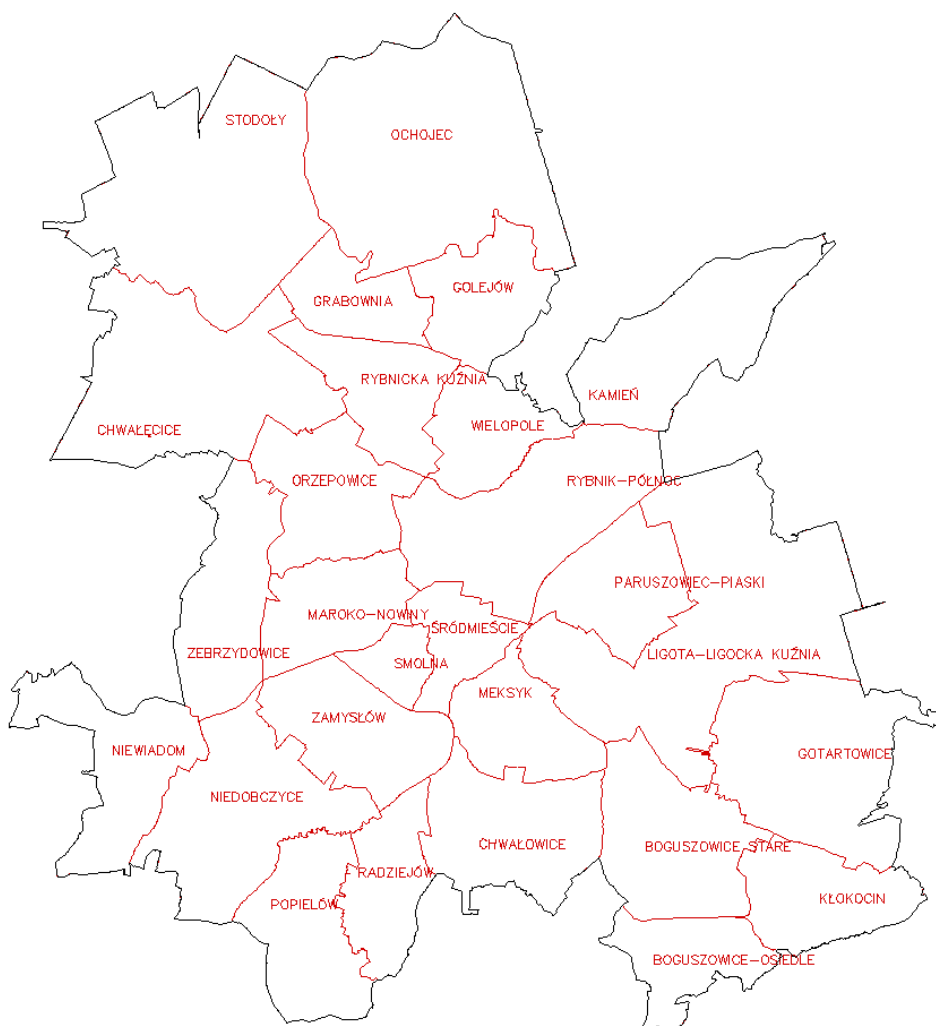 STODOŁY
OCHOJEC
GRABOWNIA
GOLEJÓW
RYBNICKA KUŹNIA
KAMIEŃ
CHWAŁĘCICE
WIELOPOLE
ORZEPOWICE
RYBNIK-PÓŁNOC
PARUSZOWIEC-PIASKI
MAROKO-NOWINY
ŚRÓDMIEŚCIE
ZEBRZYDOWICE
SMOLNA
LIGOTA-LIGOCKA KUŹNIA
MEKSYK
ZAMYSŁÓW
NIEWIADOM
GOTARTOWICE
NIEDOBCZYCE
CHWAŁOWICE
BOGUSZOWICE STARE
RADZIEJÓW
KŁOKOCIN
POPIELÓW
BOGUSZOWICE-OSIEDLE